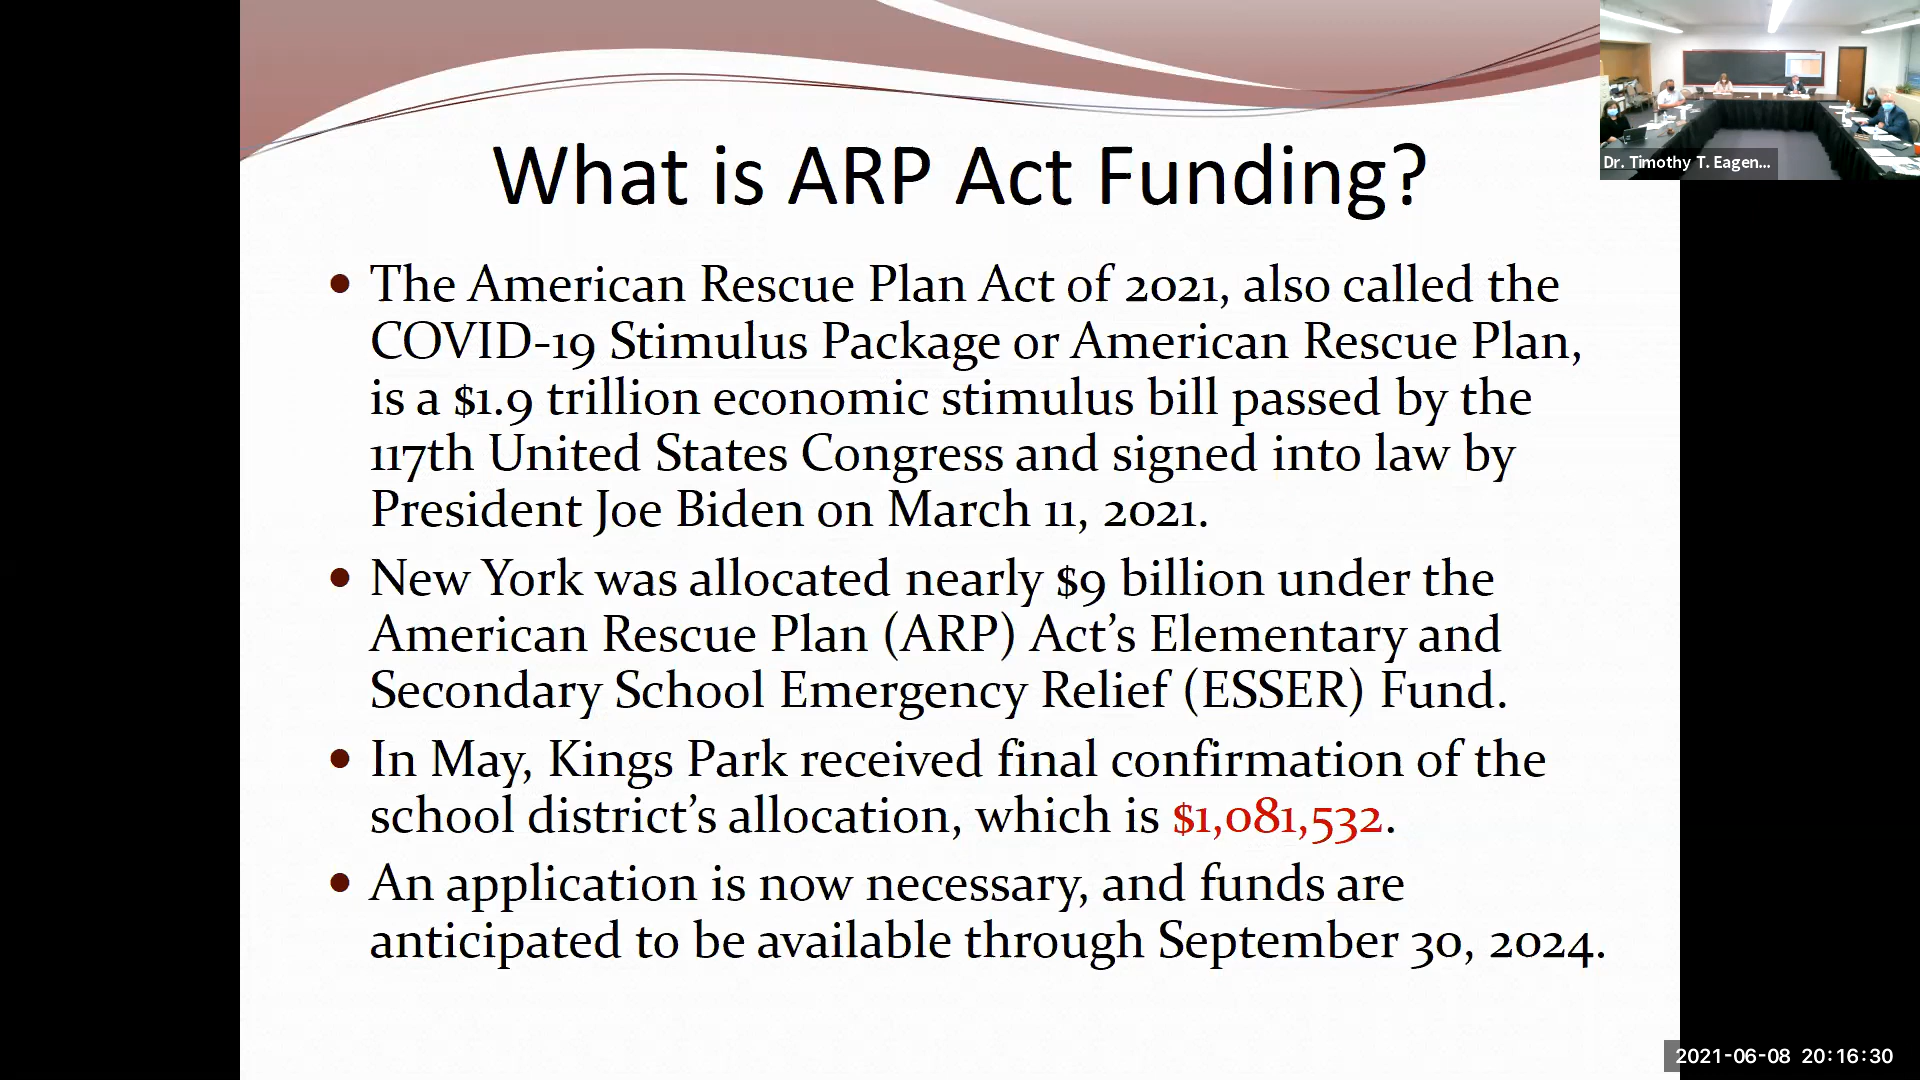 What is ARP Act Funding?
Dr. Timothy T. Eagen...
• The American Rescue Plan Act of 2021, also called the
COVID-19 Stimulus Package or American Rescue Plan,
is a $1.9 trillion economic stimulus bill passed by the
117th United States Congress and signed into law by
President Joe Biden on March 11, 2021.
• New York was allocated nearly $9 billion under the
American Rescue Plan (ARP) Act’s Elementary and
Secondary School Emergency Relief (ESSER) Fund.
• In May, Kings Park received final confirmation of the
school district’s allocation, which is $1,081,532.
• An application is now necessary, and funds are
anticipated to be available through September 30, 2024.
2021-06-08 20:16:30